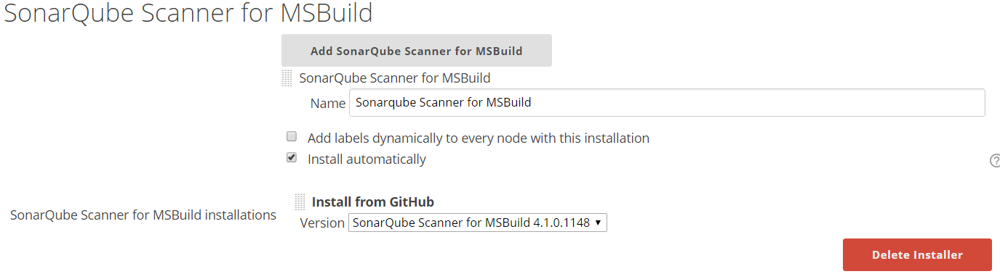 SonarQube Scanner for MSBuild
Add SonarQube Scanner for MSBuild
SonarQube Scanner for MSBuild
Name Sonarqube Scanner for MSBuild
Add labels dynamically to every node with this installation
Install automatically
?
Install from GitHub
SonarQube Scanner for MSBuild installations
Version SonarQube Scanner for MSBuild 4.1.0.1148
Delete Installer